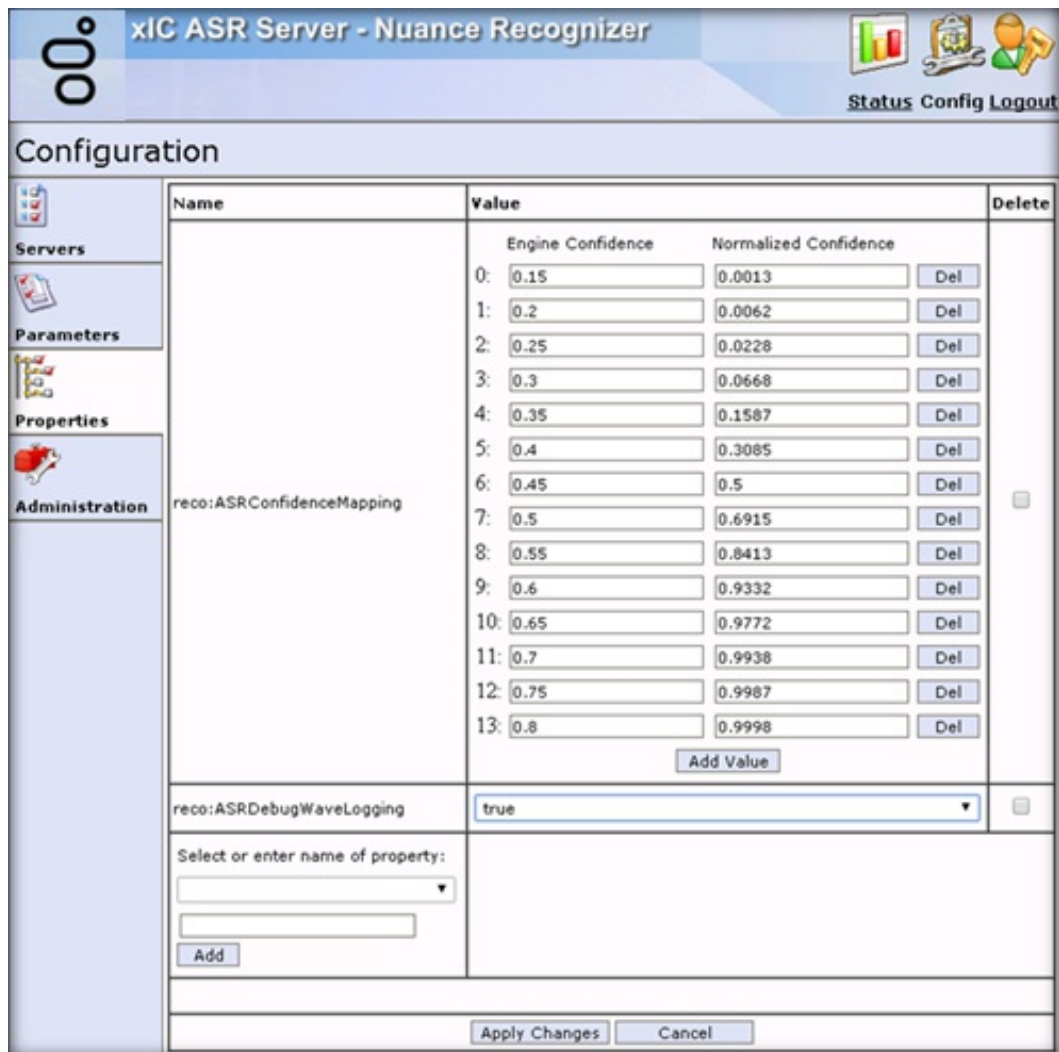 xIC ASR Server - Nuance Recognizer
Status Config Logout
Configuration
Servers
Parameters
Properties
Administration
Name Value Delete
Engine Confidence Normalized Confidence
0: 0.15 0.0013 Del
1: 0.2 0.0062 Del
2: 0.25 0.0228 Del
3: 0.3 0.0668 Del
4: 0.35 0.1587 Del
5: 0.4 0.3085 Del
6: 0.45 0.5 Del
reco:ASRConfidenceMapping
7: 0.5 0.6915 Del
8: 0.55 0.8413 Del
9: 0.6 0.9332 Del
10: 0.65 0.9772 Del
11: 0.7 0.9938 Del
12: 0.75 0.9987 Del
13: 0.8 0.9998 Del
Add Value
reco:ASRDebugWaveLogging true
Select or enter name of property:
Add
Apply Changes Cancel